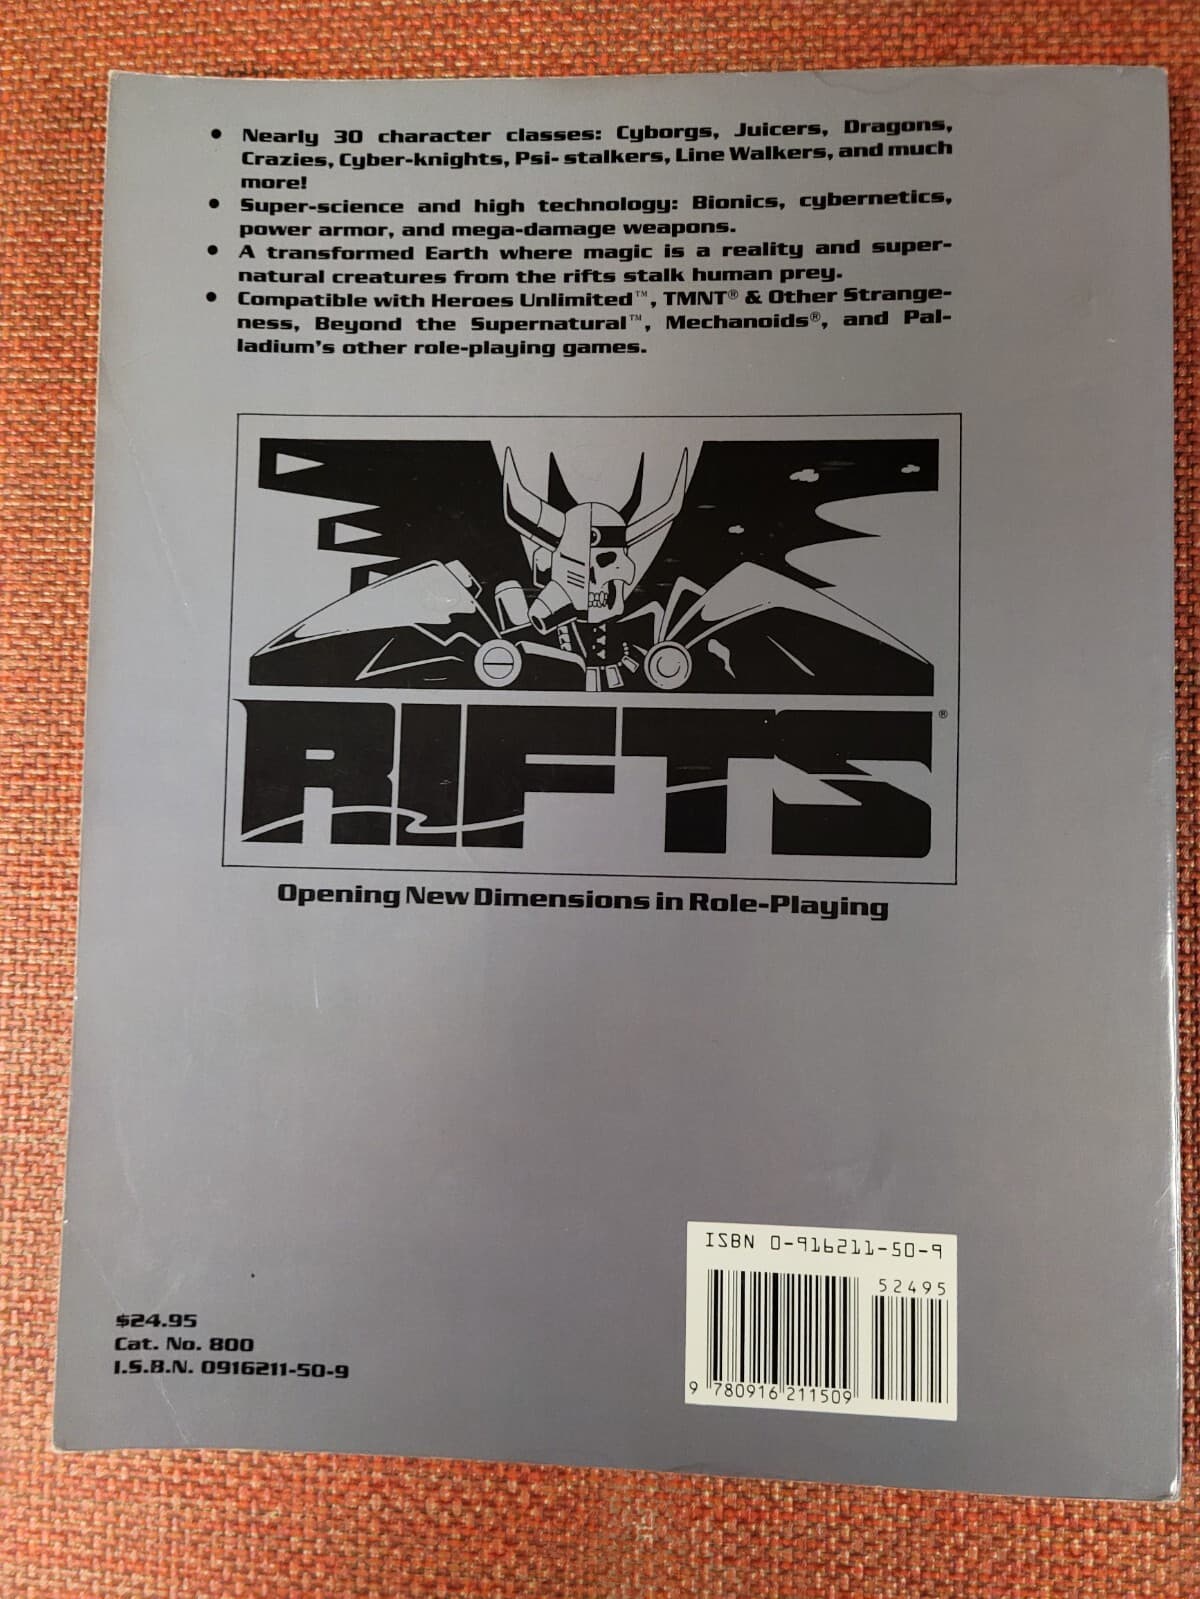 • Nearly 30 character classes: Cyborgs, Juicers, Dragons,
Crazies, Cyber-knights, Psi- stalkers, Line Walkers, and much
more!
• Super-science and high technology: Bionics, cybernetics,
power armor, and mega-damage weapons.
• A transformed Earth where magic is a reality and super-
natural creatures from the rifts stalk human prey.
• Compatible with Heroes Unlimited™, TMNT® & Other Strange-
ness, Beyond the Supernatural™, Mechanoids®, and Pal-
ladium's other role-playing games.
RIFTS®
Opening New Dimensions in Role-Playing
ISBN 0-916211-50-9
52495
9 780916 211509
$24.95
Cat. No. 800
I.S.B.N. 0916211-50-9